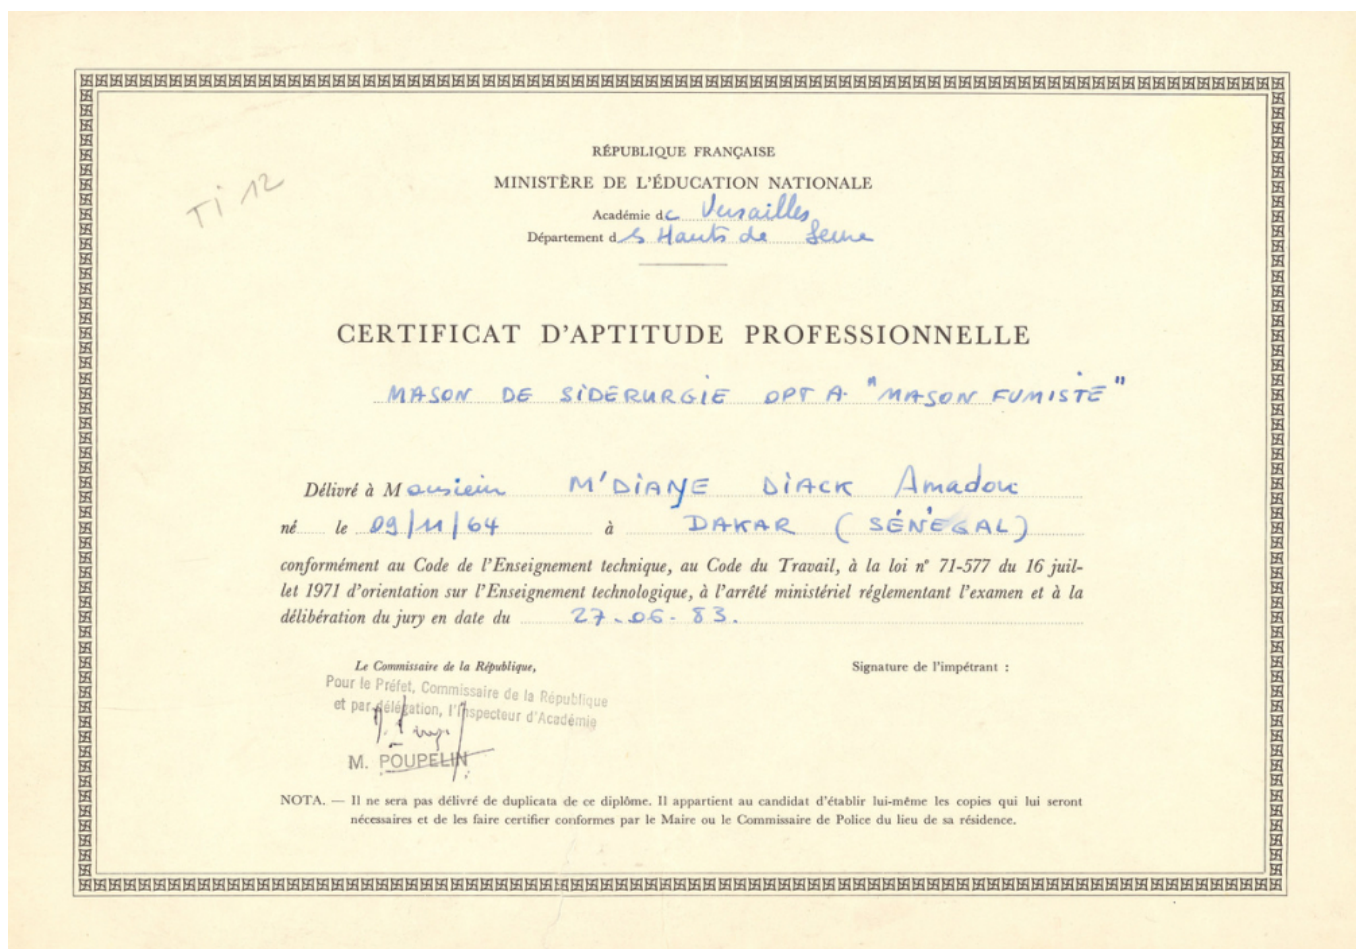 Ti 12
RÉPUBLIQUE FRANÇAISE
MINISTÈRE DE L'ÉDUCATION NATIONALE
Académie de Versailles
Département ds Hauts de Seine
CERTIFICAT D'APTITUDE PROFESSIONNELLE
MASON DE SIDERURGIE OPT A. "MASON FUMISTE"
Délivré à Monsieur M'DIANE DIACK Amadou
né le 09/11/64 à DAKAR (SÉNÉGAL)
conformément au Code de l'Enseignement technique, au Code du Travail, à la loi n° 71-577 du 16 juil-
let 1971 d'orientation sur l'Enseignement technologique, à l'arrêté ministériel réglementant l'examen et à la
délibération du jury en date du 27-06-83.
Le Commissaire de la République,
Signature de l'impétrant :
Pour le Préfet, Commissaire de la République
et par délégation, l'Inspecteur d'Académie
M. POUPELIN
NOTA. — Il ne sera pas délivré de duplicata de ce diplôme. Il appartient au candidat d'établir lui-même les copies qui lui seront
nécessaires et de les faire certifier conformes par le Maire ou le Commissaire de Police du lieu de sa résidence.